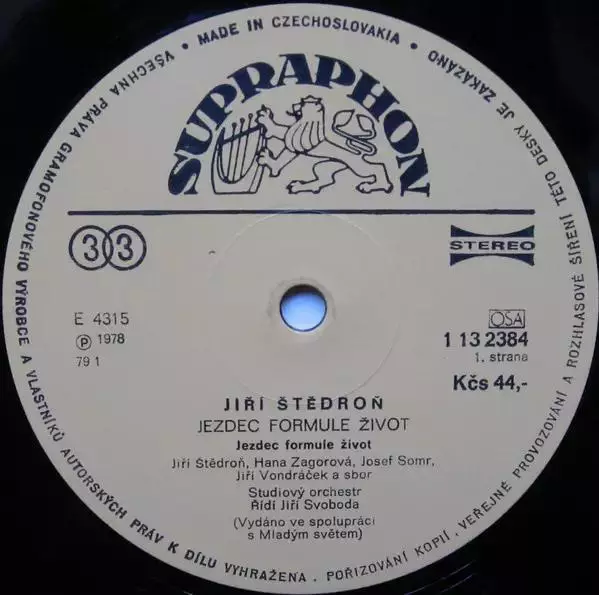 • MADE IN CZECHOSLOVAKIA •
VŠECHNA PRÁVA GRAMOFONOVÉHO VÝROBCE A VLASTNÍKŮ AUTORSKÝCH PRÁV K DÍLU VYHRAŽENA. POŘIZOVÁNÍ KOPIÍ, VEŘEJNÉ PROVOZOVÁNÍ A ROZHLASOVÉ ŠÍŘENÍ TÉTO DESKY JE ZAKÁZÁNO
SUPRAPHON
33
STEREO
E 4315
Ⓟ 1978
79 1
OSA
1 13 2384
1. strana
Kčs 44,-
JIŘÍ ŠTĚDROŇ
JEZDEC FORMULE ŽIVOT
Jezdec formule život
Jiří Štědroň, Hana Zagorová, Josef Somr,
Jiří Vondráček a sbor
Studiový orchestr
Řídí Jiří Svoboda
(Vydáno ve spolupráci
s Mladým světem)